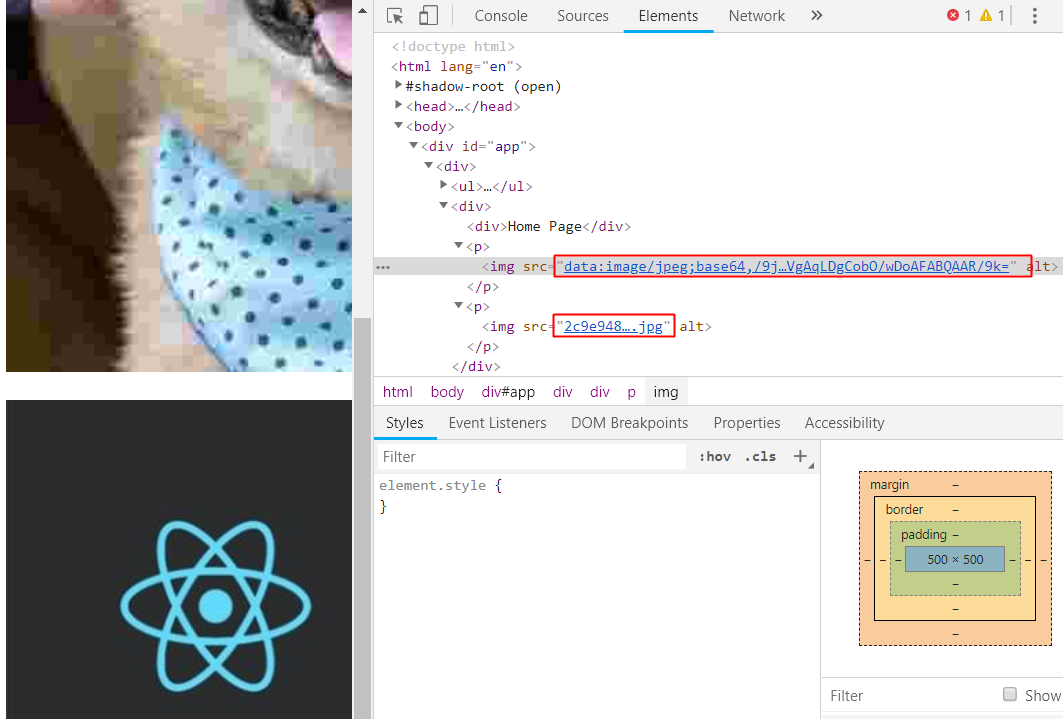 Console Sources Elements Network » 1 1
<!doctype html>
<html lang="en">
#shadow-root (open)
<head>…</head>
<body>
<div id="app">
<div>
<ul>…</ul>
<div>
<div>Home Page</div>
<p>
<img src="data:image/jpeg;base64,/9j…VgAqLDgCobO/wDoAFABQAAR/9k=" alt>
</p>
<p>
<img src="2c9e948….jpg" alt>
</p>
</div>
html body div#app div div p img
Styles Event Listeners DOM Breakpoints Properties Accessibility
Filter :hov .cls +
element.style {
}
margin –
border –
padding –
– – – 500 × 500 – – –
–
–
–
Filter Show